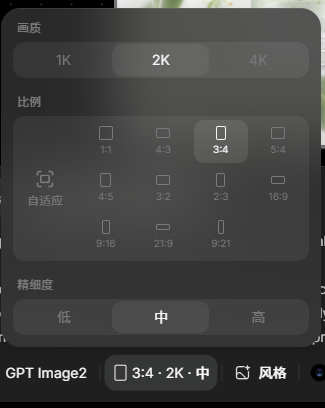 画质
1K 2K 4K
比例
1:1 4:3 3:4 5:4
自适应
4:5 3:2 2:3 16:9
9:16 21:9 9:21
精细度
低 中 高
GPT Image2 3:4 · 2K · 中 风格